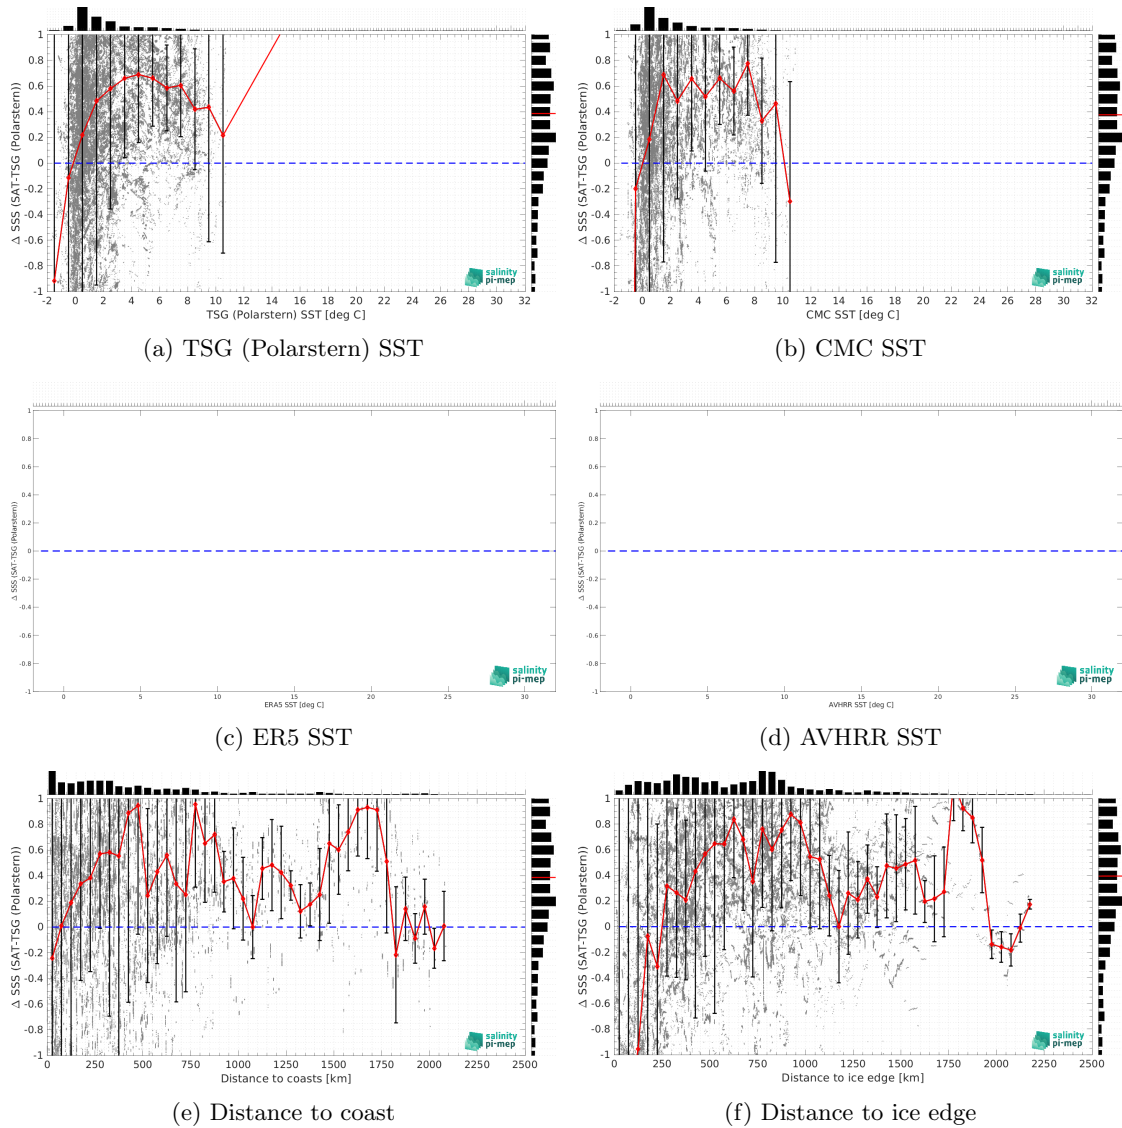 1
0.8
0.6
0.4
0.2
0
-0.2
-0.4
-0.6
-0.8
-1
Δ SSS (SAT-TSG (Polarstern))
salinity
pi-mep
-2 0 2 4 6 8 10 12 14 16 18 20 22 24 26 28 30 32
TSG (Polarstern) SST [deg C]
(a) TSG (Polarstern) SST
1
0.8
0.6
0.4
0.2
0
-0.2
-0.4
-0.6
-0.8
-1
Δ SSS (SAT-TSG (Polarstern))
salinity
pi-mep
-2 0 2 4 6 8 10 12 14 16 18 20 22 24 26 28 30 32
CMC SST [deg C]
(b) CMC SST
1
0.8
0.6
0.4
0.2
0
-0.2
-0.4
-0.6
-0.8
-1
Δ SSS (SAT-TSG (Polarstern))
salinity
pi-mep
0 5 10 15 20 25 30
ERA5 SST [deg C]
(c) ER5 SST
1
0.8
0.6
0.4
0.2
0
-0.2
-0.4
-0.6
-0.8
-1
Δ SSS (SAT-TSG (Polarstern))
salinity
pi-mep
0 5 10 15 20 25 30
AVHRR SST [deg C]
(d) AVHRR SST
1
0.8
0.6
0.4
0.2
0
-0.2
-0.4
-0.6
-0.8
-1
Δ SSS (SAT-TSG (Polarstern))
salinity
pi-mep
0 250 500 750 1000 1250 1500 1750 2000 2250 2500
Distance to coasts [km]
(e) Distance to coast
1
0.8
0.6
0.4
0.2
0
-0.2
-0.4
-0.6
-0.8
-1
Δ SSS (SAT-TSG (Polarstern))
salinity
pi-mep
0 250 500 750 1000 1250 1500 1750 2000 2250 2500
Distance to ice edge [km]
(f) Distance to ice edge